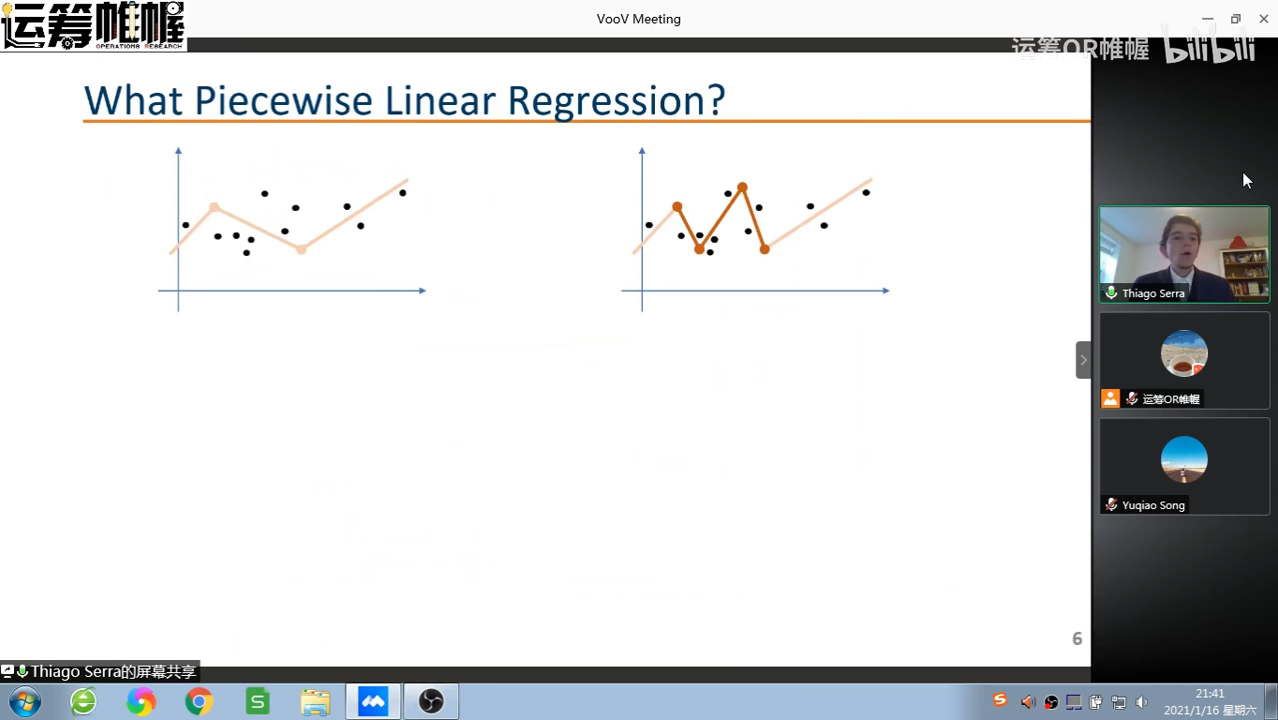 VooV Meeting
运筹帷幄
OPERATIONS RESEARCH
运筹OR帷幄 bilibili
What Piecewise Linear Regression?
Thiago Serra
运筹OR帷幄
Yuqiao Song
6
Thiago Serra的屏幕共享
21:41
2021/1/16 星期六